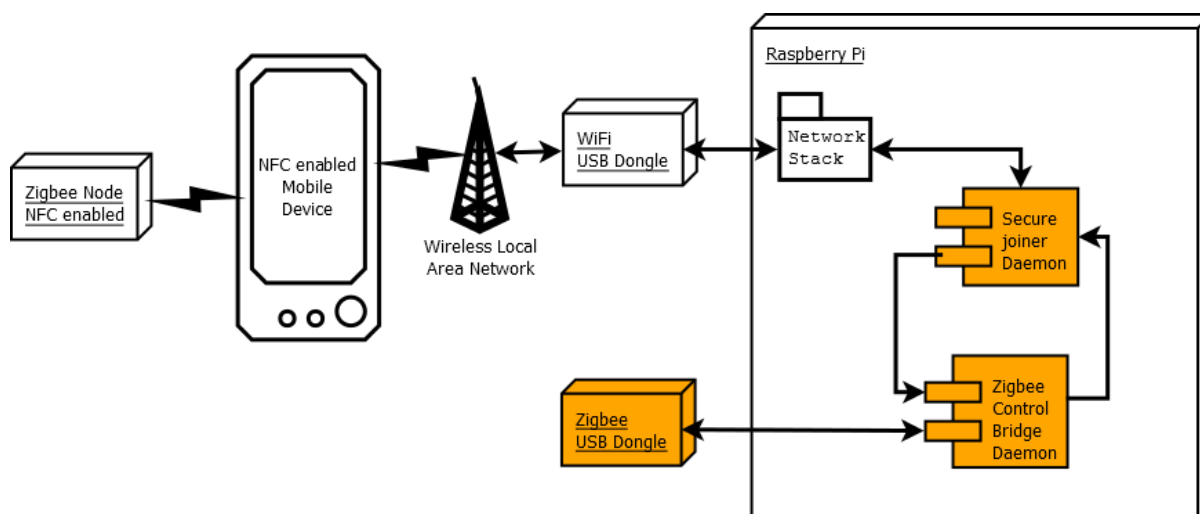 Raspberry Pi
Zigbee Node
NFC enabled
NFC enabled
Mobile
Device
Wireless Local
Area Network
WiFi
USB Dongle
Network
Stack
Secure
joiner
Daemon
Zigbee
USB Dongle
Zigbee
Control
Bridge
Daemon